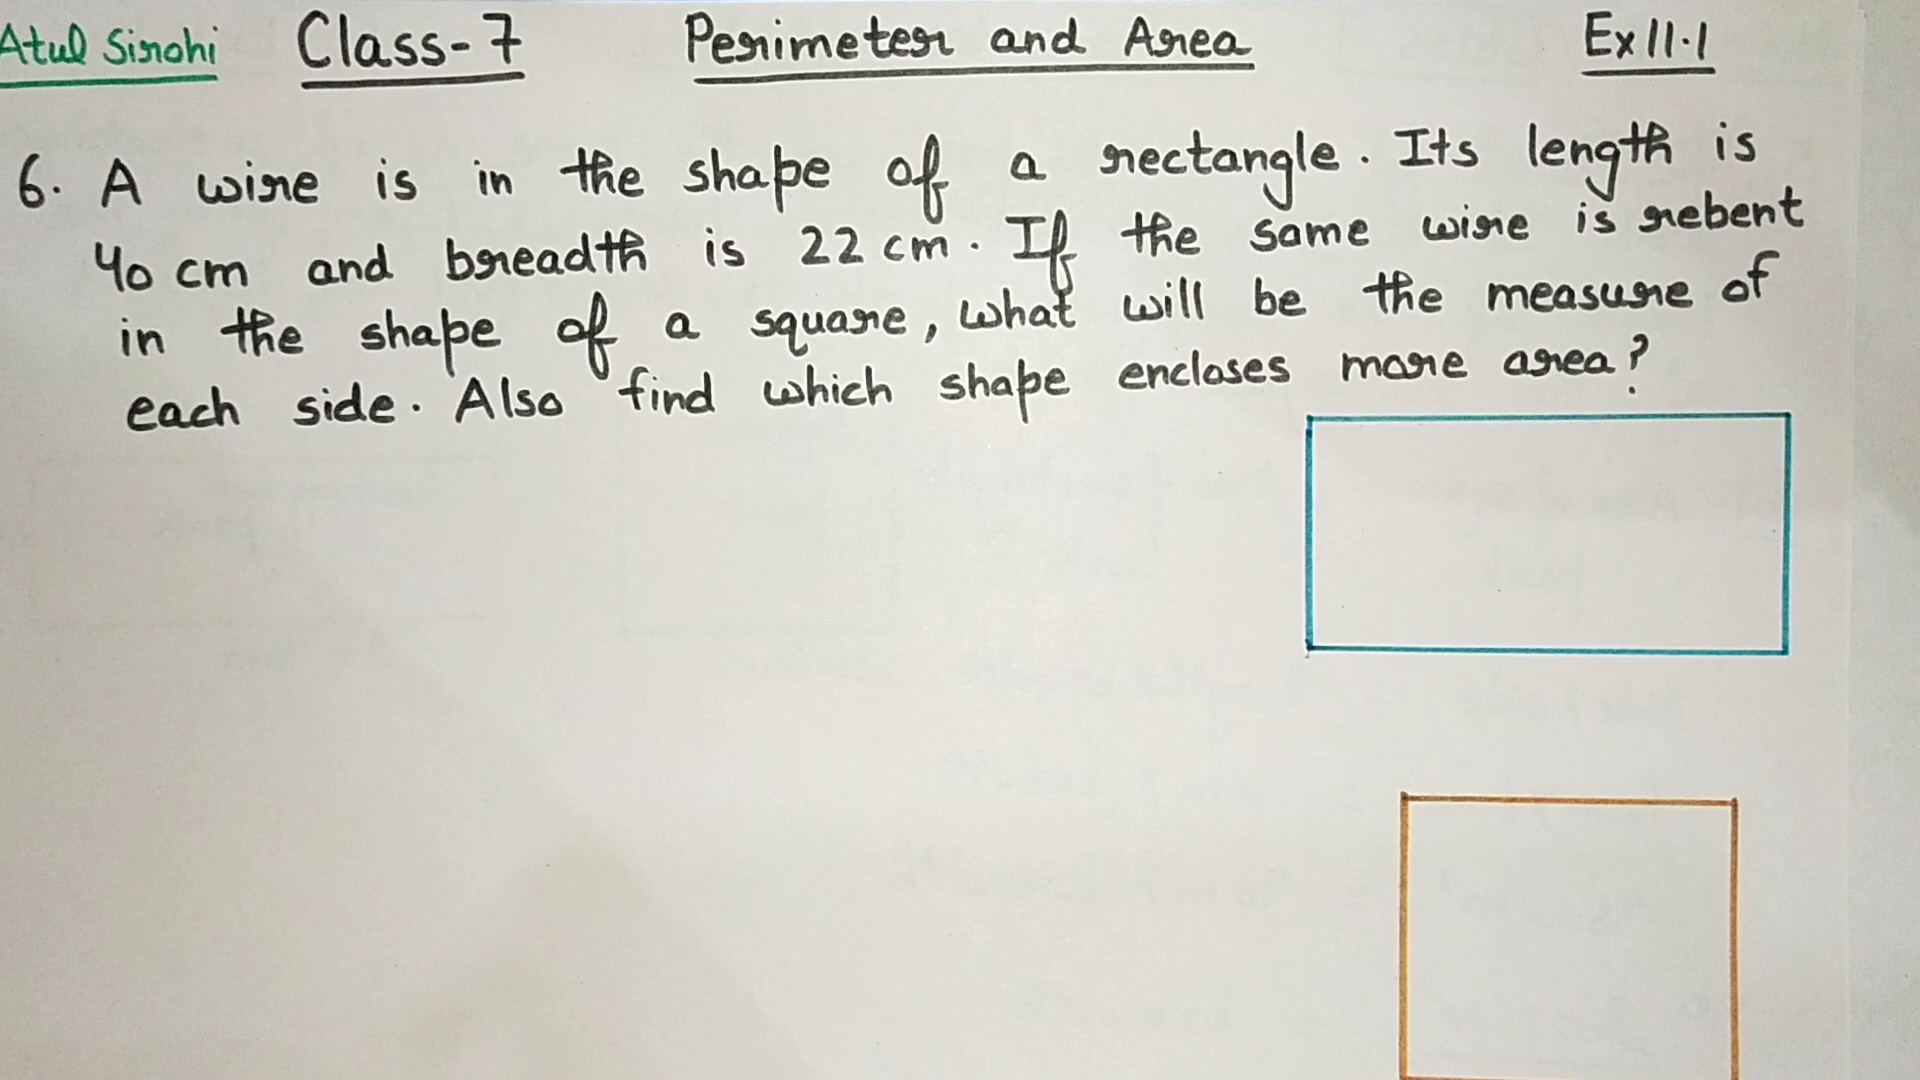 Atul Sirohi Class-7 Perimeter and Area Ex 11.1
6. A wire is in the shape of a rectangle. Its length is
40 cm and breadth is 22 cm. If the same wire is rebent
in the shape of a square, what will be the measure of
each side. Also find which shape encloses more area?